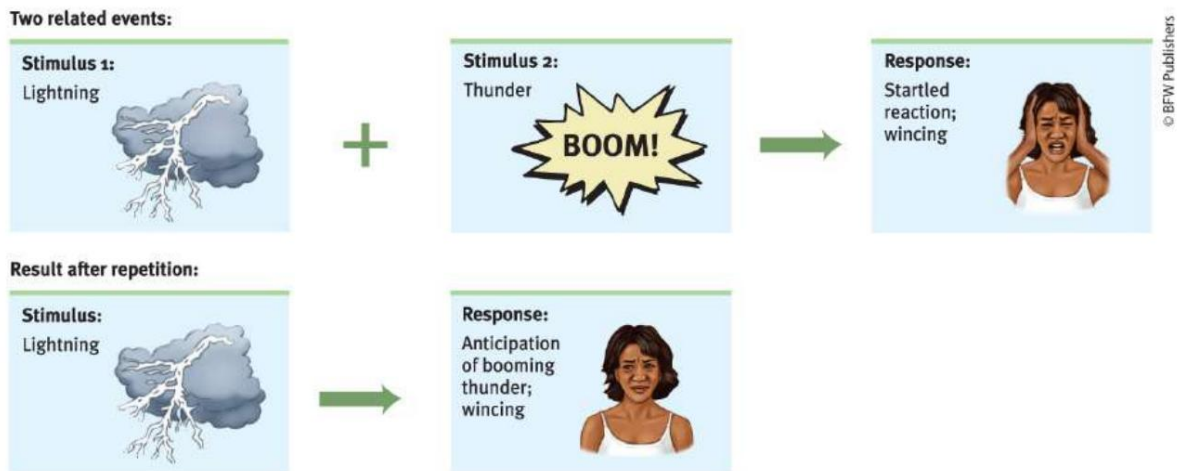 Two related events:
Stimulus 1:
Lightning
Stimulus 2:
Thunder
BOOM!
Response:
Startled
reaction;
wincing
© BFW Publishers
Result after repetition:
Stimulus:
Lightning
Response:
Anticipation
of booming
thunder;
wincing